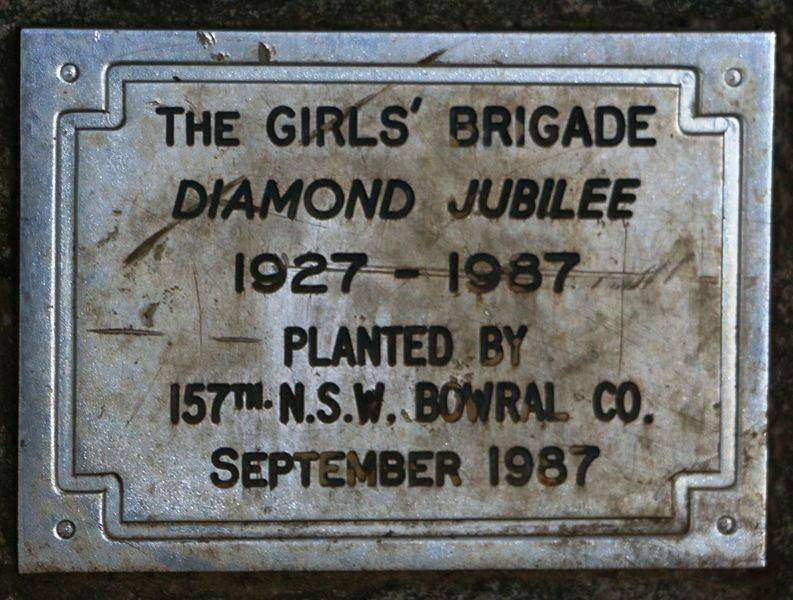 THE GIRLS' BRIGADE
DIAMOND JUBILEE
1927 - 1987
PLANTED BY
157TH. N.S.W. BOWRAL CO.
SEPTEMBER 1987